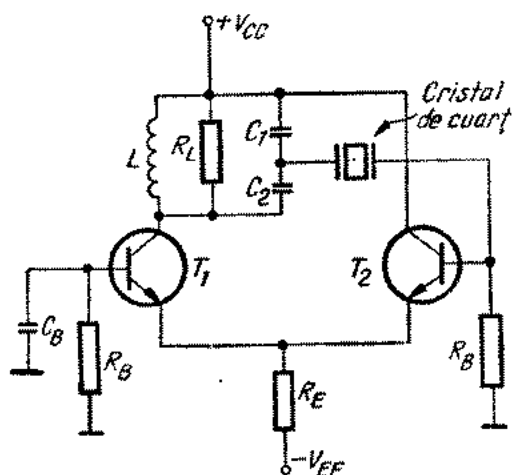 +V_CC
Cristal
de cuarț
C_1
L
R_L
C_2
T_1
T_2
C_B
R_B
R_B
R_E
-V_EE